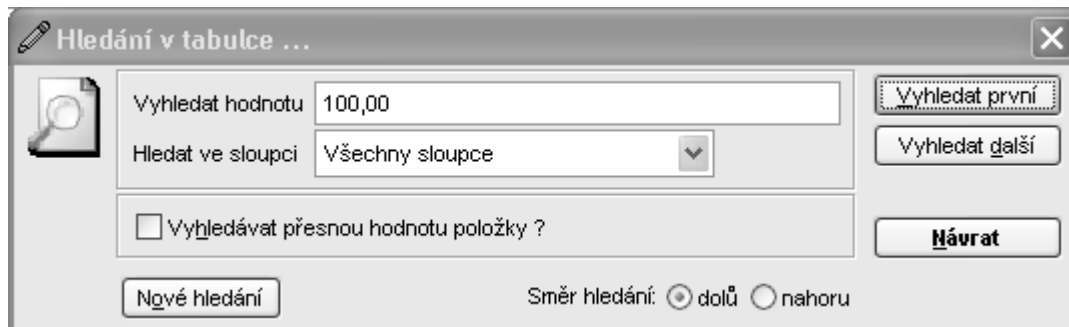 Hledání v tabulce ...
Vyhledat hodnotu 100,00
Vyhledat první
Hledat ve sloupci Všechny sloupce
Vyhledat další
Vyhledávat přesnou hodnotu položky ?
Návrat
Nové hledání
Směr hledání: dolů nahoru